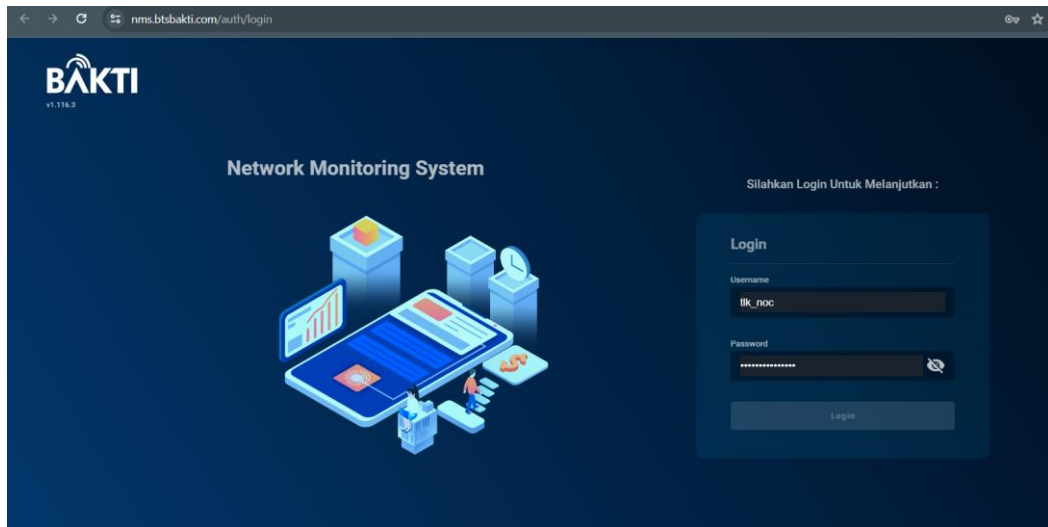 nms.btsbakti.com/auth/login
BAKTI
v1.116.3
Network Monitoring System
Silahkan Login Untuk Melanjutkan :
Login
Username
tlk_noc
Password
Login